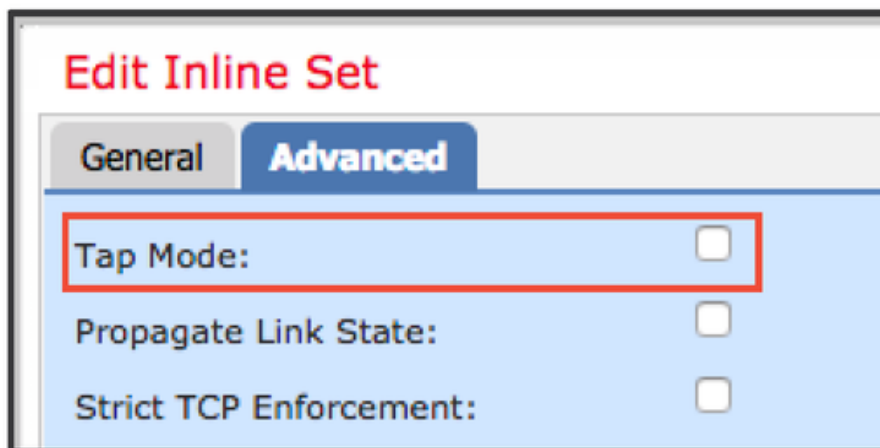 Edit Inline Set
General Advanced
Tap Mode:
Propagate Link State:
Strict TCP Enforcement: